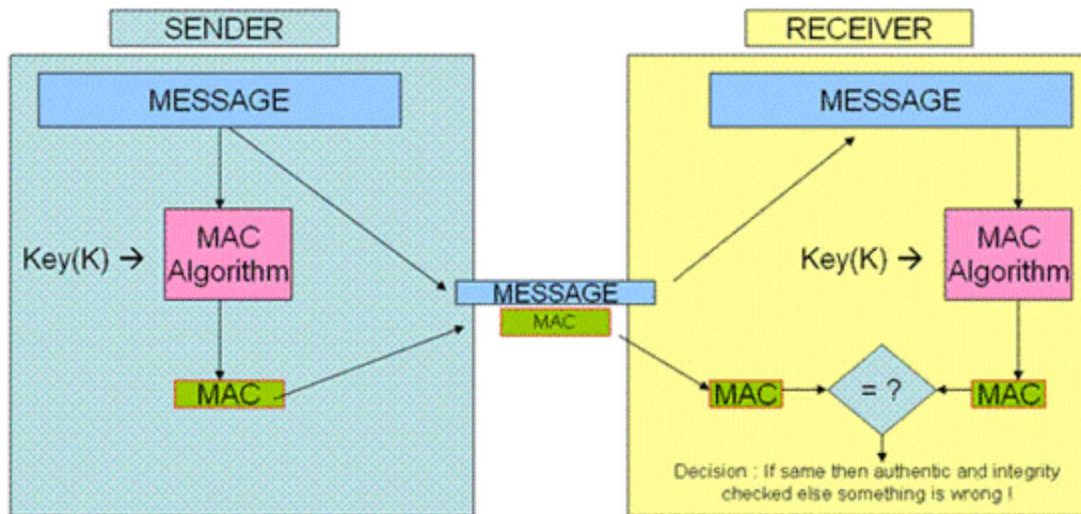 SENDER
MESSAGE
Key(K) →
MAC
Algorithm
MAC
MESSAGE
MAC
RECEIVER
MESSAGE
Key(K) →
MAC
Algorithm
MAC
= ?
MAC
Decision : If same then authentic and integrity
checked else something is wrong !